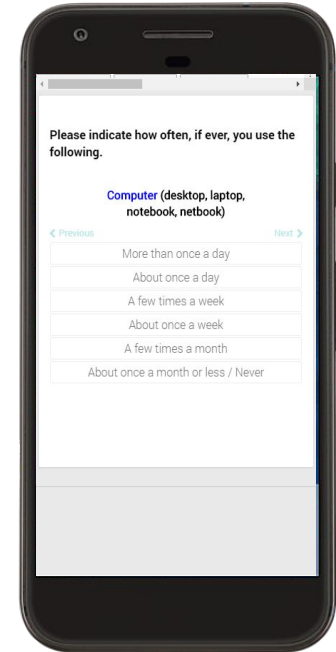 Please indicate how often, if ever, you use the
following.
Computer (desktop, laptop,
notebook, netbook)
Previous Next
More than once a day
About once a day
A few times a week
About once a week
A few times a month
About once a month or less / Never